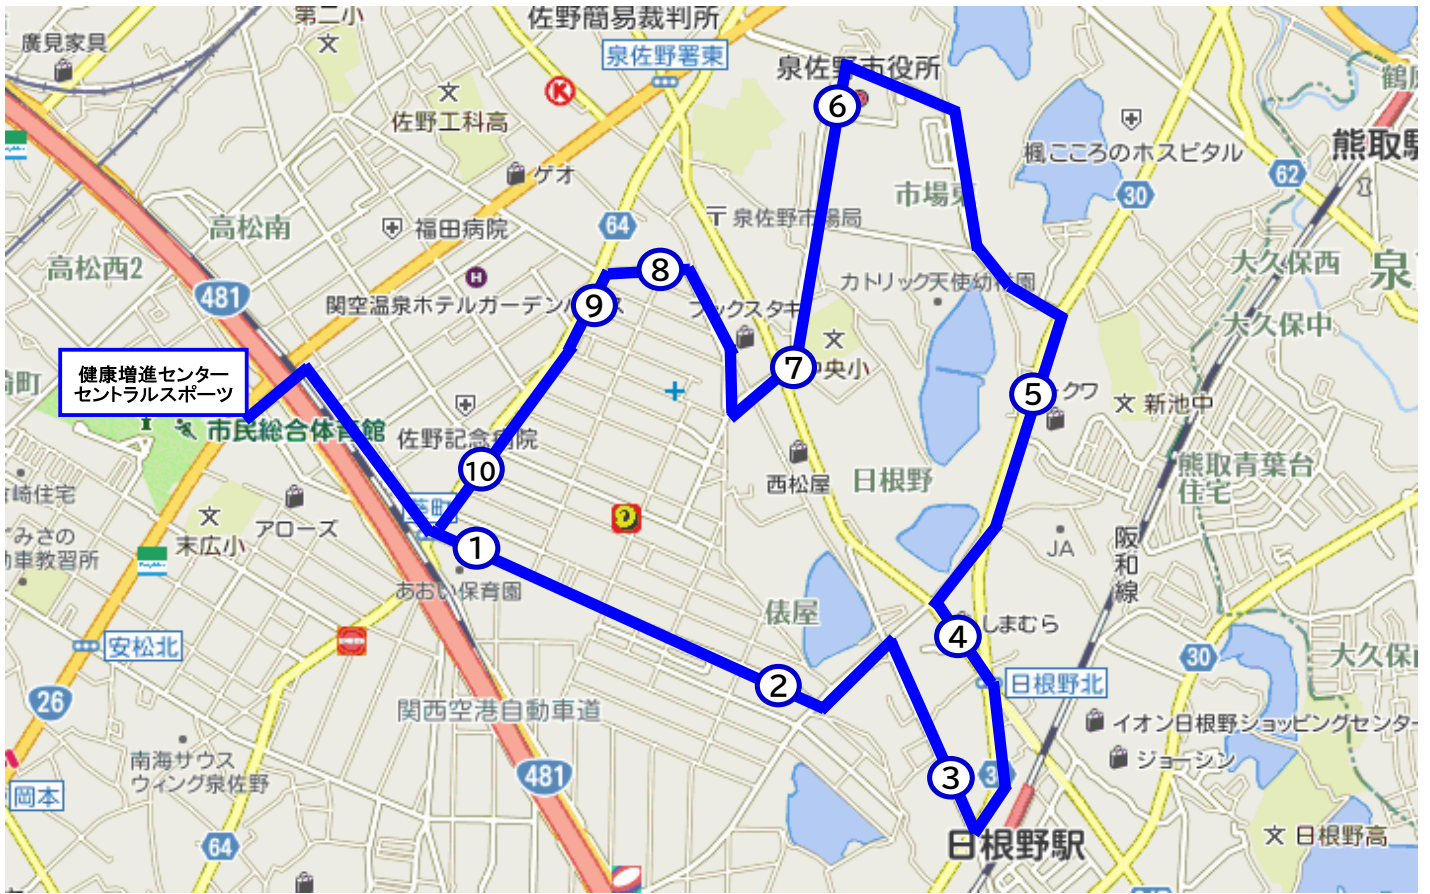 第二小
佐野簡易裁判所
廣見家具
泉佐野署東
泉佐野市役所
鶴原
6
佐野工科高
熊取駅
楓こころのホスピタル
ゲオ
62
30
市場東
泉佐野市場局
64
高松南
福田病院
高松西2
大久保西
泉
8
481
カトリック天使幼稚園
関空温泉ホテルガーデン
9
ブックスタキ
大久保中
健康増進センター
セントラルスポーツ
7
中央小
5
クワ
新池中
市民総合体育館
佐野記念病院
10
西松屋
日根野
熊取青葉台
住宅
アローズ
末広小
1
JA
阪和線
あおい保育園
俵屋
4
しまむら
安松北
30
2
日根野北
26
関西空港自動車道
イオン日根野ショッピングセンター
南海サウス
ウィング泉佐野
ジョーシン
481
3
岡本
64
日根野駅
日根野高